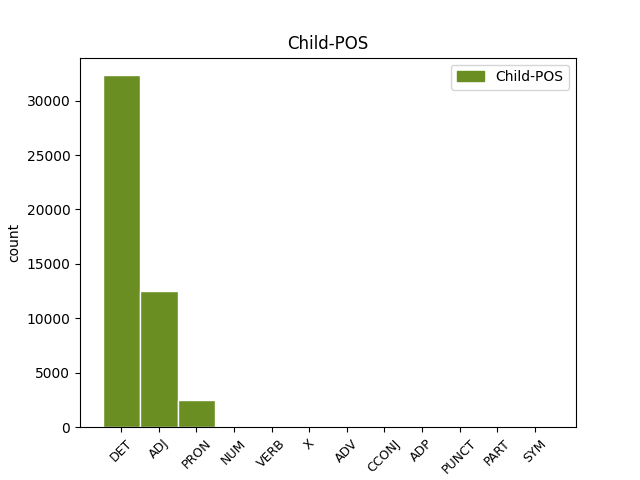 Child-POS
Child-POS
count
30000
25000
20000
15000
10000
5000
0
DET ADJ PRON NUM VERB X ADV CCONJ ADP PUNCT PART SYM